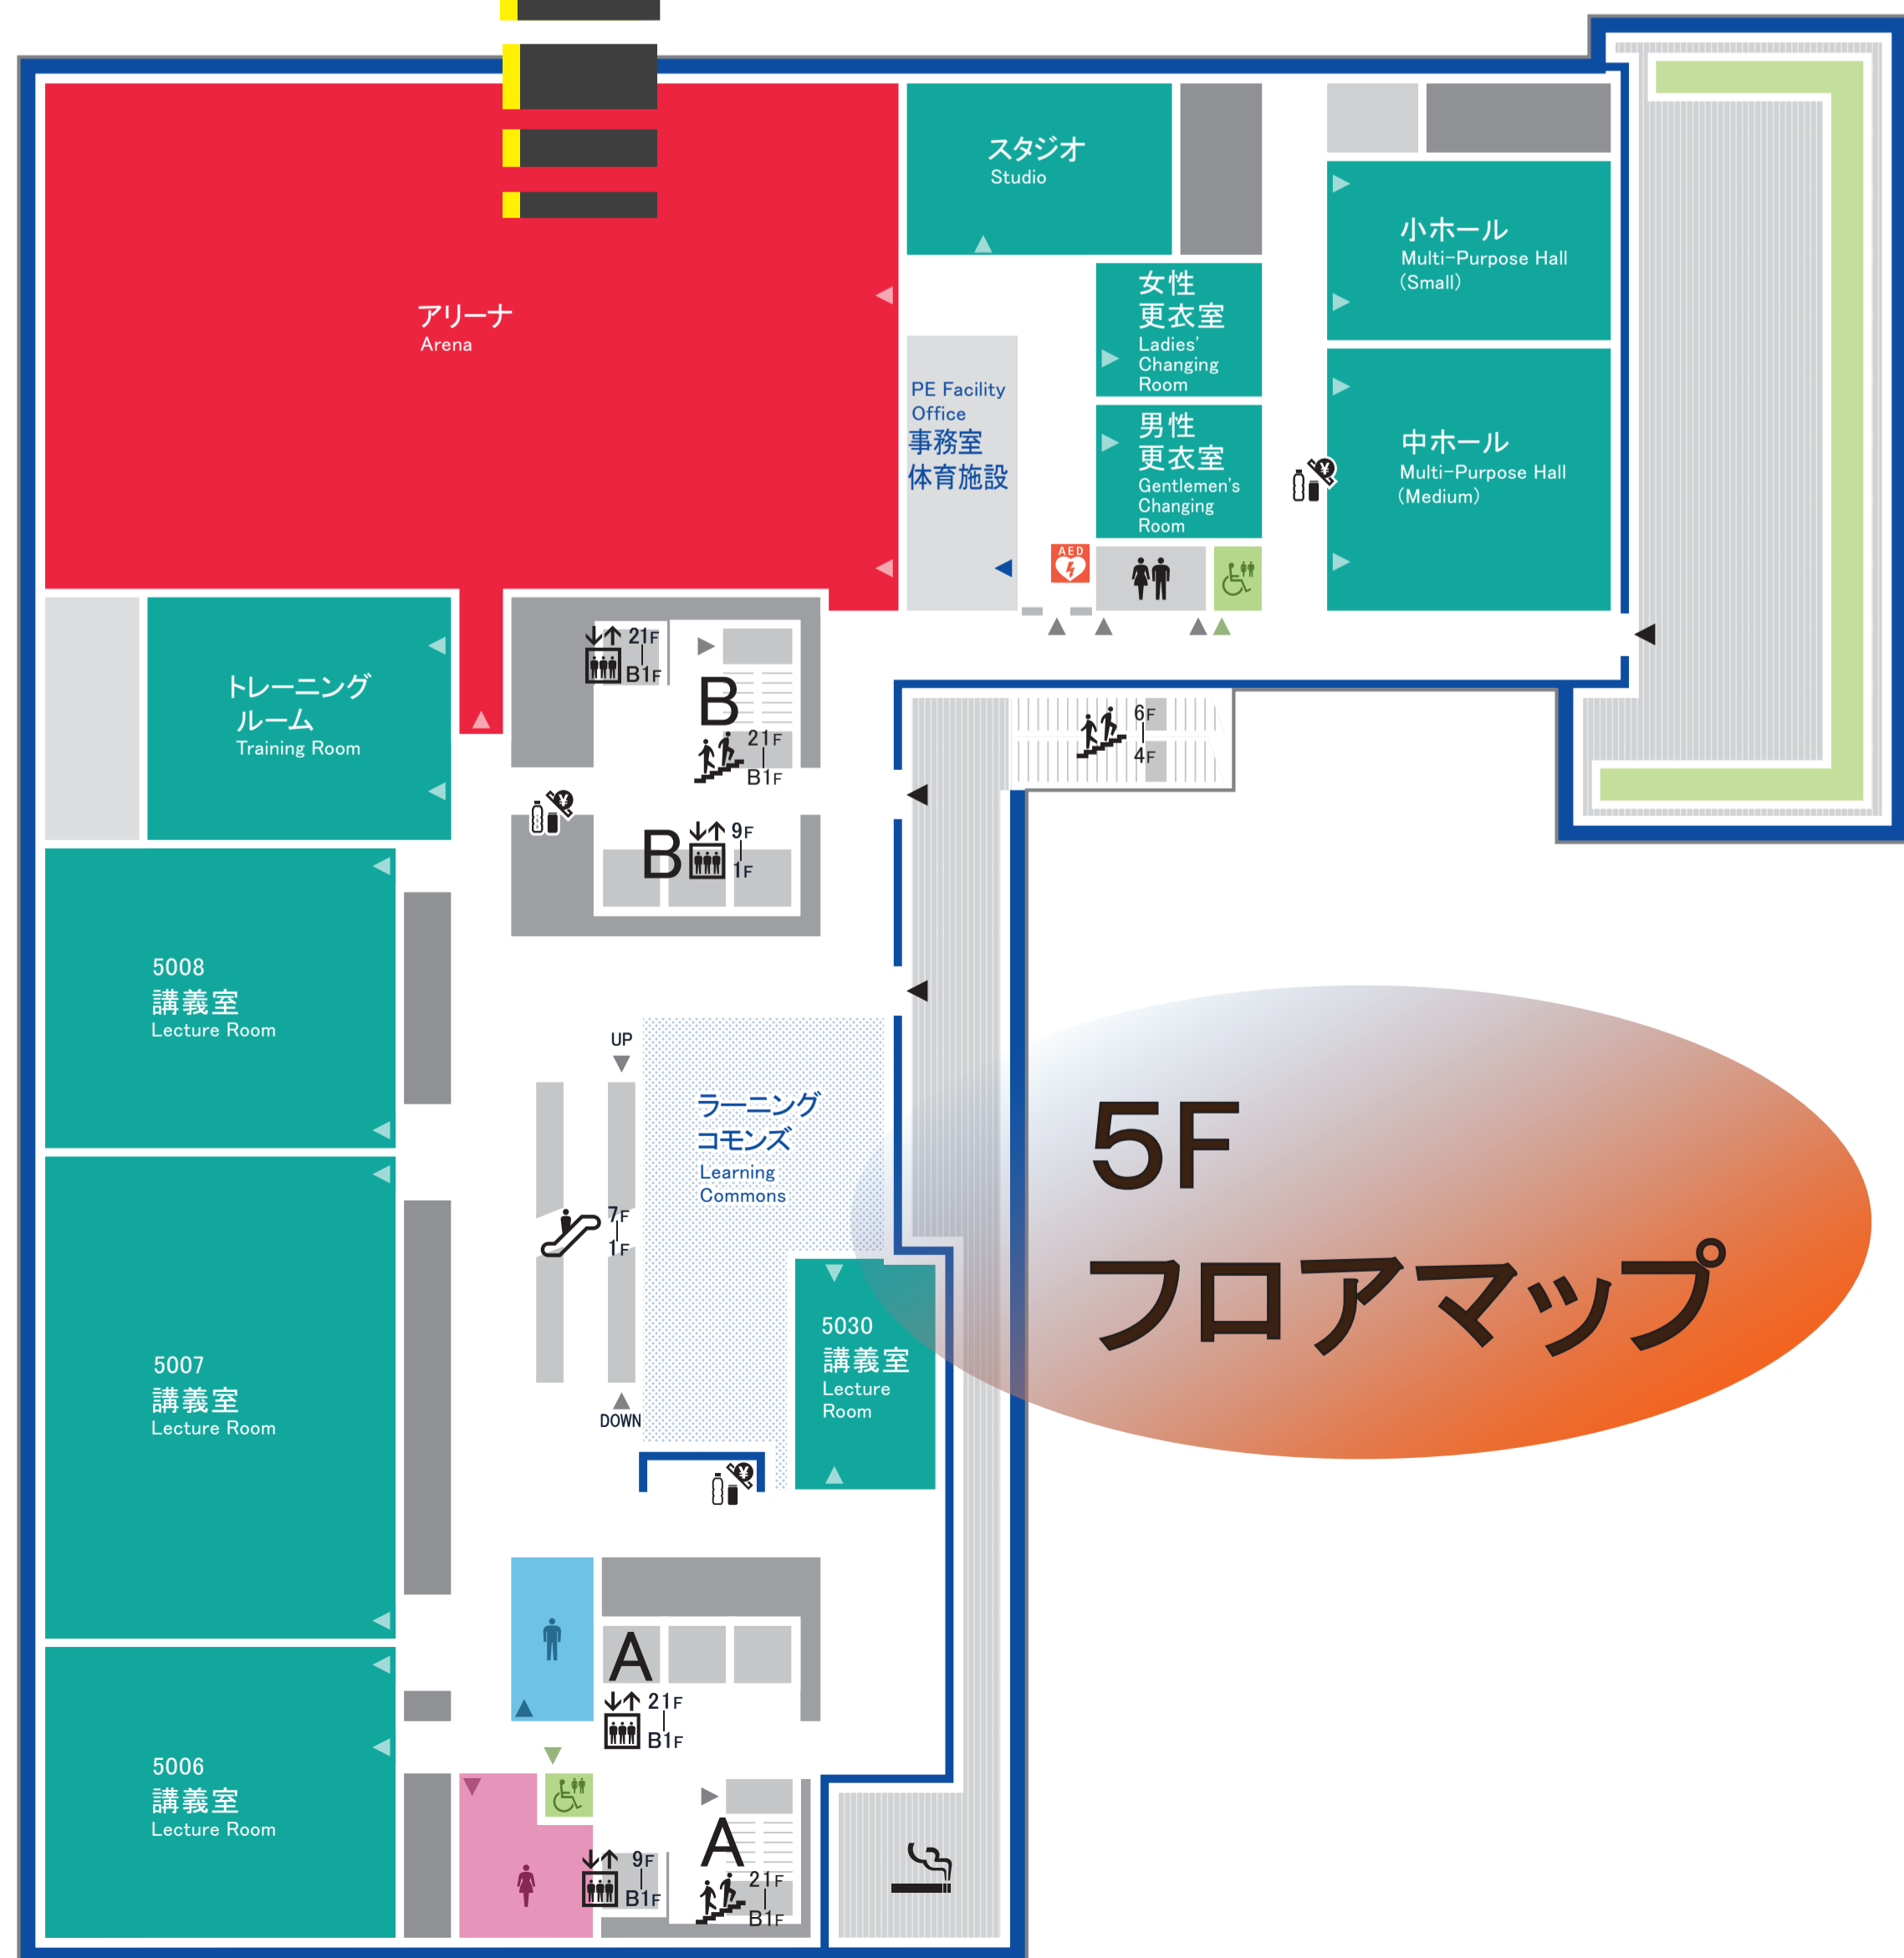 アリーナ
Arena
スタジオ
Studio
小ホール
Multi-Purpose Hall
(Small)
女性
更衣室
Ladies'
Changing
Room
PE Facility
Office
事務室
体育施設
男性
更衣室
Gentlemen's
Changing
Room
中ホール
Multi-Purpose Hall
(Medium)
¥
AED
トレーニング
ルーム
Training Room
21F
B1F
B
21F
B1F
6F
4F
¥
B
9F
1F
5008
講義室
Lecture Room
UP
ラーニング
コモンズ
Learning
Commons
7F
1F
DOWN
5F
フロアマップ
5030
講義室
Lecture
Room
5007
講義室
Lecture Room
¥
A
21F
B1F
5006
講義室
Lecture Room
9F
B1F
A
21F
B1F